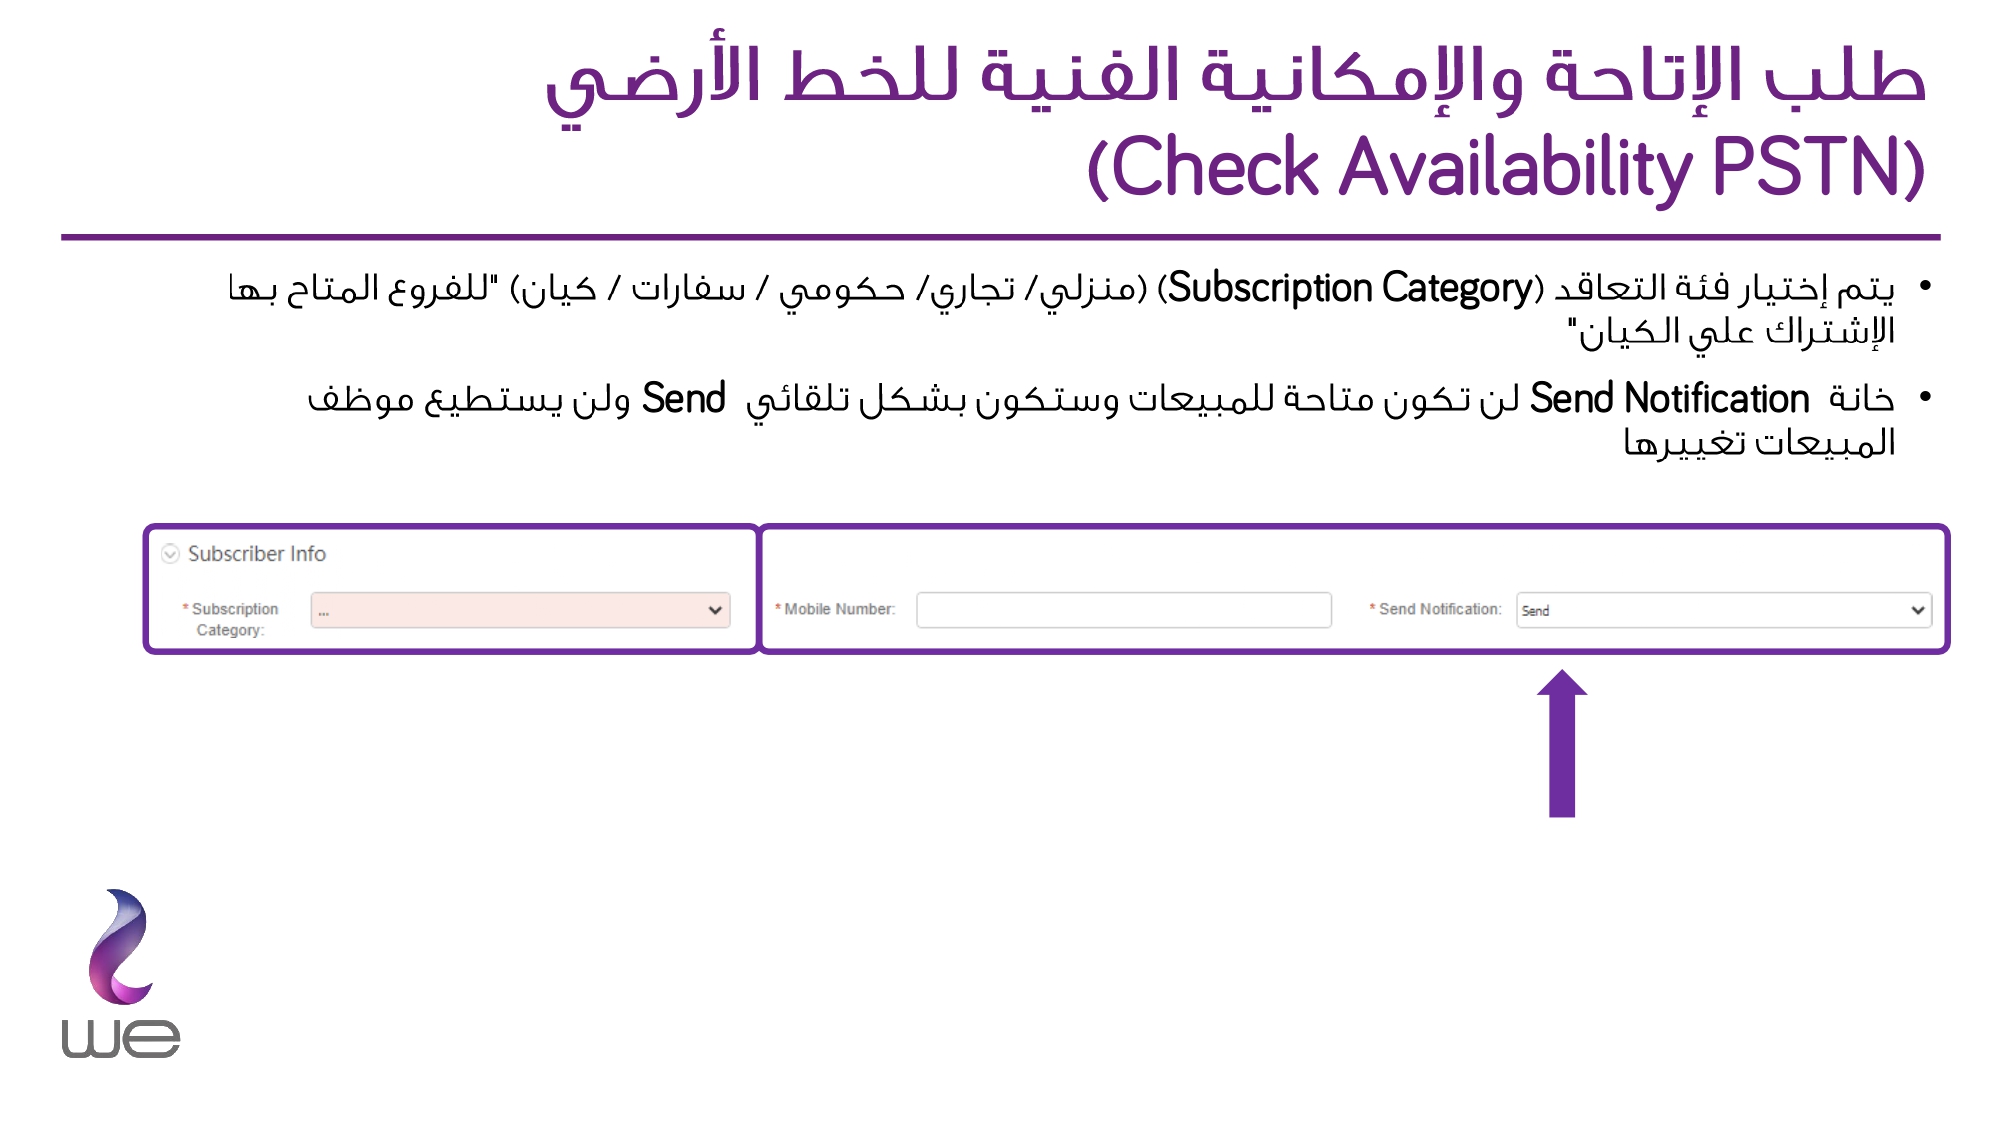 طلب الإتاحة والإمكانية الفنية للخط الأرضي
(Check Availability PSTN)
• يتم إختيار فئة التعاقد (Subscription Category) (منزلي/ تجاري/ حكومي / سفارات / كيان) "للفروع المتاح بها
الإشتراك علي الكيان"
• خانة Send Notification لن تكون متاحة للمبيعات وستكون بشكل تلقائي Send ولن يستطيع موظف
المبيعات تغييرها
Subscriber Info
* Subscription Category: ...
* Mobile Number:
* Send Notification: Send
we